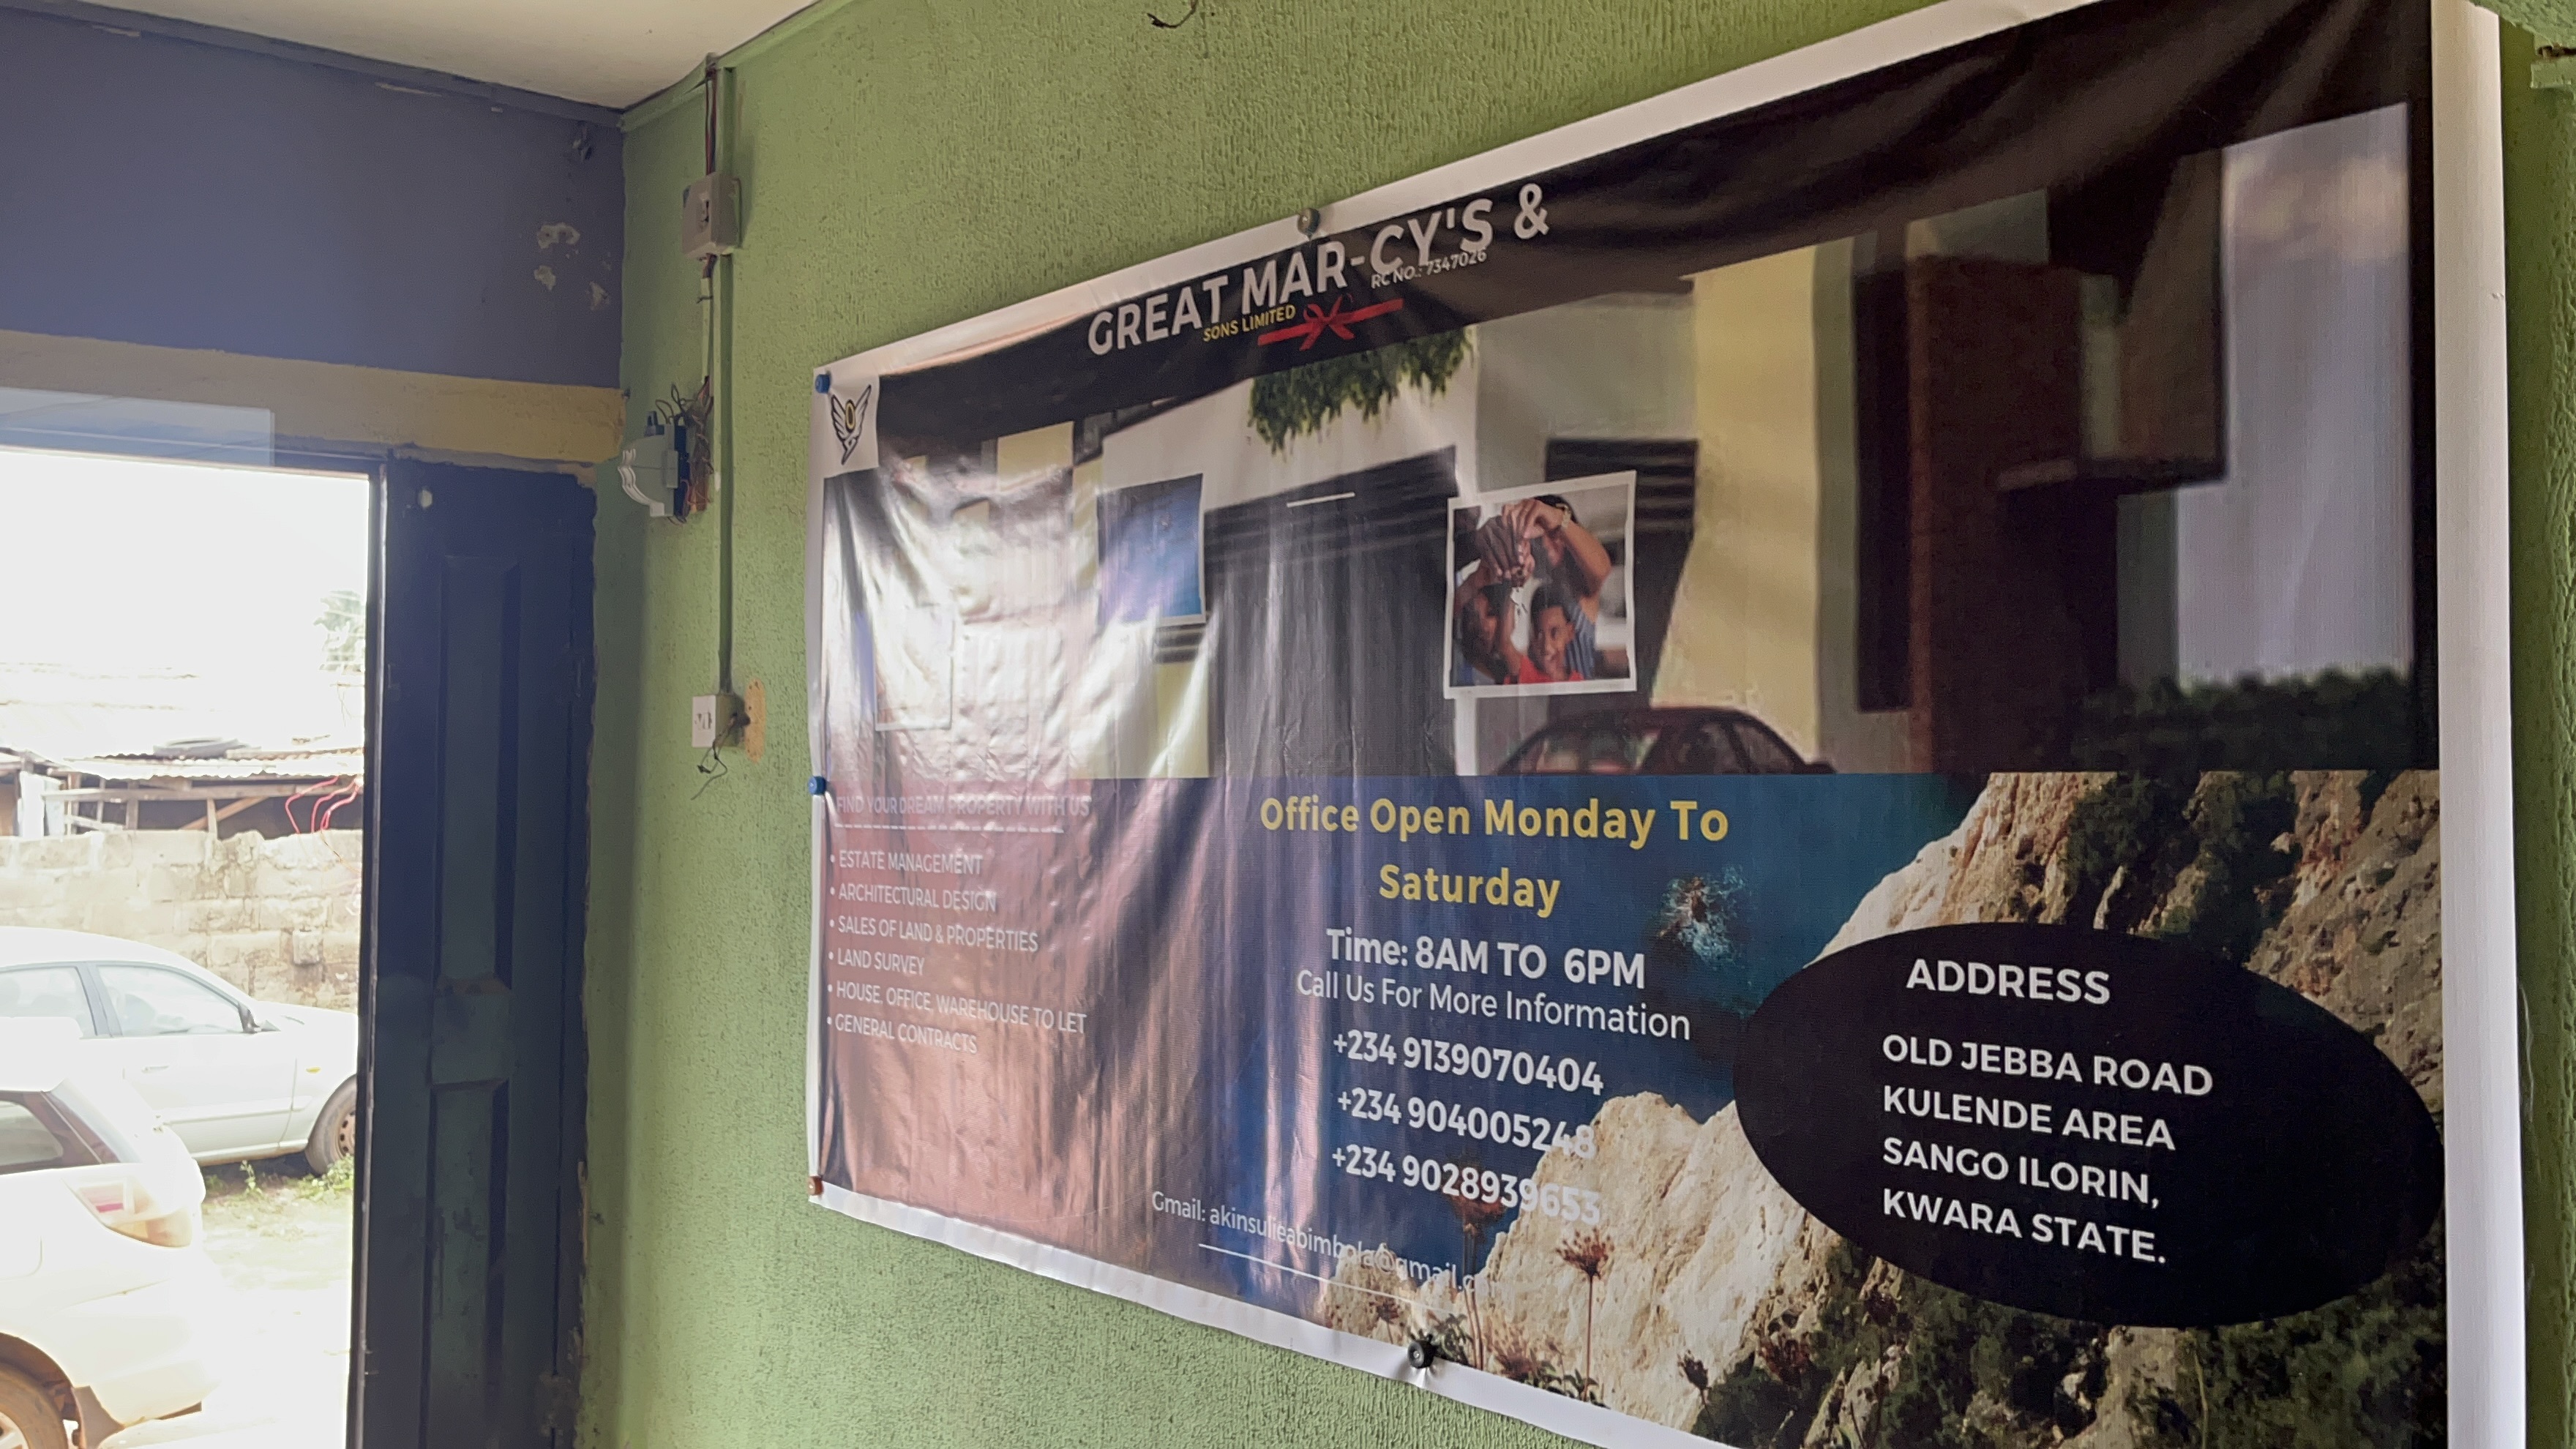 GREAT MAR-CY'S &
RC NO.: 7347026
SONS LIMITED
FIND YOUR DREAM PROPERTY WITH US
• ESTATE MANAGEMENT
• ARCHITECTURAL DESIGN
• SALES OF LAND & PROPERTIES
• LAND SURVEY
• HOUSE, OFFICE, WAREHOUSE TO LET
• GENERAL CONTRACTS
Office Open Monday To
Saturday
Time: 8AM TO 6PM
Call Us For More Information
+234 9139070404
+234 904005248
+234 9028939653
Gmail:
ADDRESS
OLD JEBBA ROAD
KULENDE AREA
SANGO ILORIN,
KWARA STATE.